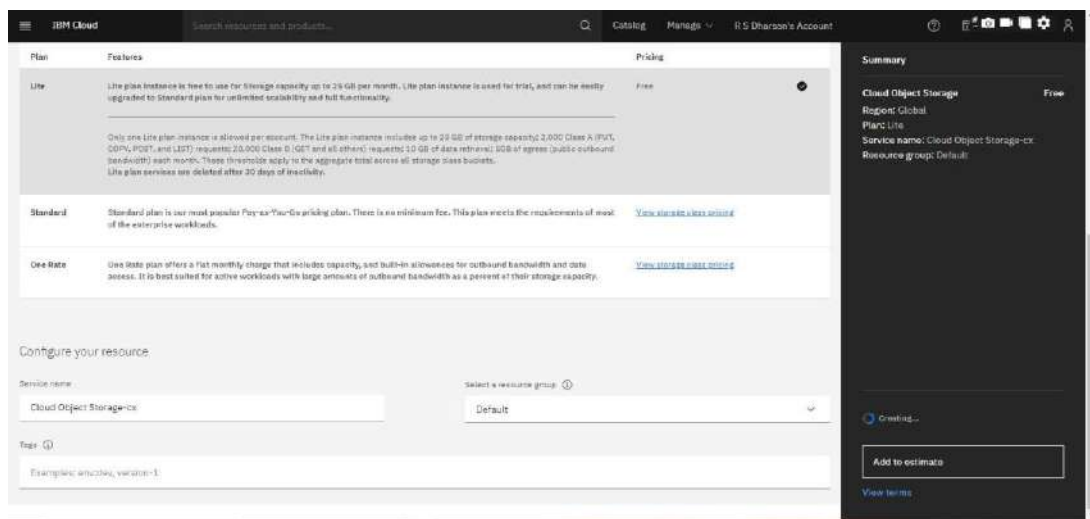 IBM Cloud
Search resources and products...
Catalog
Manage
R S Dharson's Account
Plan
Features
Pricing
Lite
Lite plan instance is free to use for Storage capacity up to 25 GB per month. Lite plan instance is used for trial, and can be easily
upgraded to Standard plan for unlimited scalability and full functionality.
Free
Only one Lite plan instance is allowed per account. The Lite plan instance includes up to 25 GB of storage capacity; 2,000 Class A (PUT,
COPY, POST, and LIST) requests; 20,000 Class B (GET and all others) requests; 10 GB of data retrieval; 5GB of egress (public outbound
bandwidth) each month. These thresholds apply to the aggregate total across all storage class buckets.
Lite plan services are deleted after 30 days of inactivity.
Standard
Standard plan is our most popular Pay-as-You-Go pricing plan. There is no minimum fee. This plan meets the requirements of most
of the enterprise workloads.
View storage class pricing
One Rate
One Rate plan offers a flat monthly charge that includes capacity, and built-in allowances for outbound bandwidth and data
access. It is best suited for active workloads with large amounts of outbound bandwidth as a percent of their storage capacity.
View storage class pricing
Configure your resource
Service name
Cloud Object Storage-cx
Select a resource group
Default
Tags
Examples: env:dev, version-1
Summary
Cloud Object Storage
Free
Region: Global
Plan: Lite
Service name: Cloud Object Storage-cx
Resource group: Default
Creating...
Add to estimate
View terms